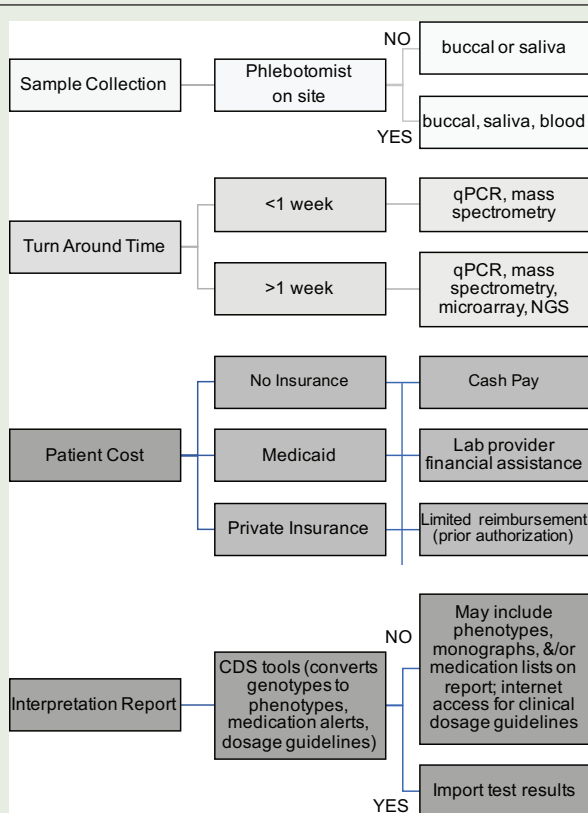 NO
buccal or saliva
Sample Collection
Phlebotomist
on site
YES
buccal, saliva, blood
Turn Around Time
<1 week
qPCR, mass
spectrometry
>1 week
qPCR, mass
spectrometry,
microarray, NGS
Patient Cost
No Insurance
Cash Pay
Medicaid
Lab provider
financial assistance
Private Insurance
Limited reimbursement
(prior authorization)
Interpretation Report
CDS tools (converts
genotypes to
phenotypes,
medication alerts,
dosage guidelines)
NO
May include
phenotypes,
monographs, &/or
medication lists on
report; internet
access for clinical
dosage guidelines
YES
Import test results